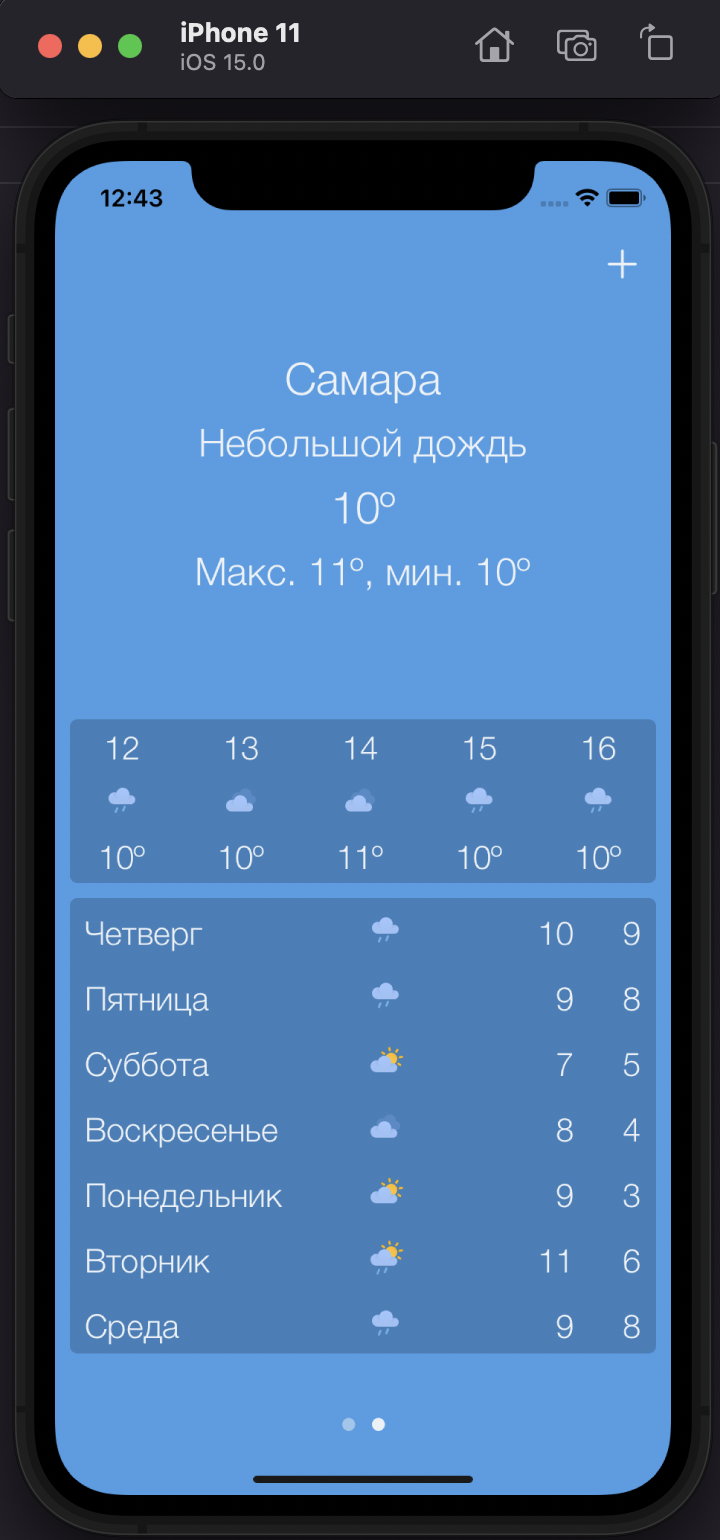 iPhone 11
iOS 15.0
12:43
Самара
Небольшой дождь
10º
Макс. 11º, мин. 10º
12 13 14 15 16
10º 10º 11º 10º 10º
Четверг 10 9
Пятница 9 8
Суббота 7 5
Воскресенье 8 4
Понедельник 9 3
Вторник 11 6
Среда 9 8